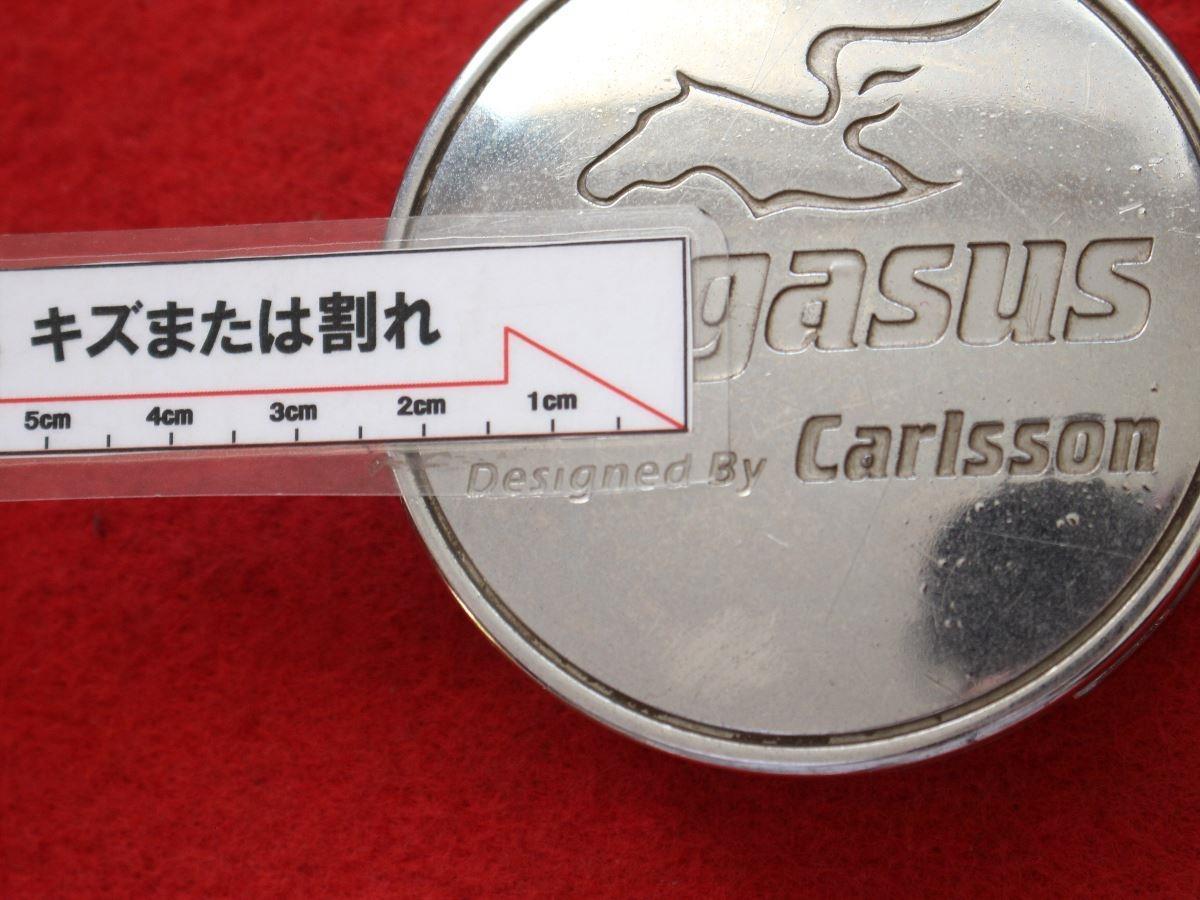 gasus
キズまたは割れ
5cm 4cm 3cm 2cm 1cm
Designed By Carlsson